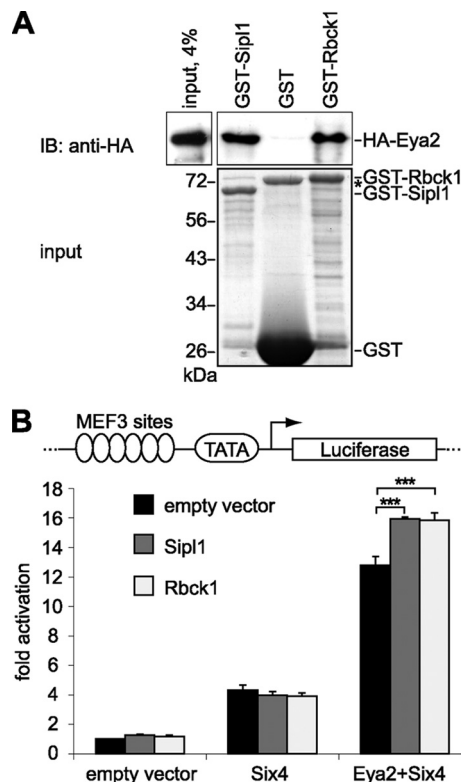 A
input, 4%
GST-Sipl1
GST
GST-Rbck1
IB: anti-HA
HA-Eya2
input
72
55
43
34
26
kDa
GST-Rbck1
*
GST-Sipl1
GST
B
MEF3 sites
TATA
Luciferase
fold activation
18
16
14
12
10
8
6
4
2
0
empty vector
Sipl1
Rbck1
***
***
empty vector
Six4
Eya2+Six4